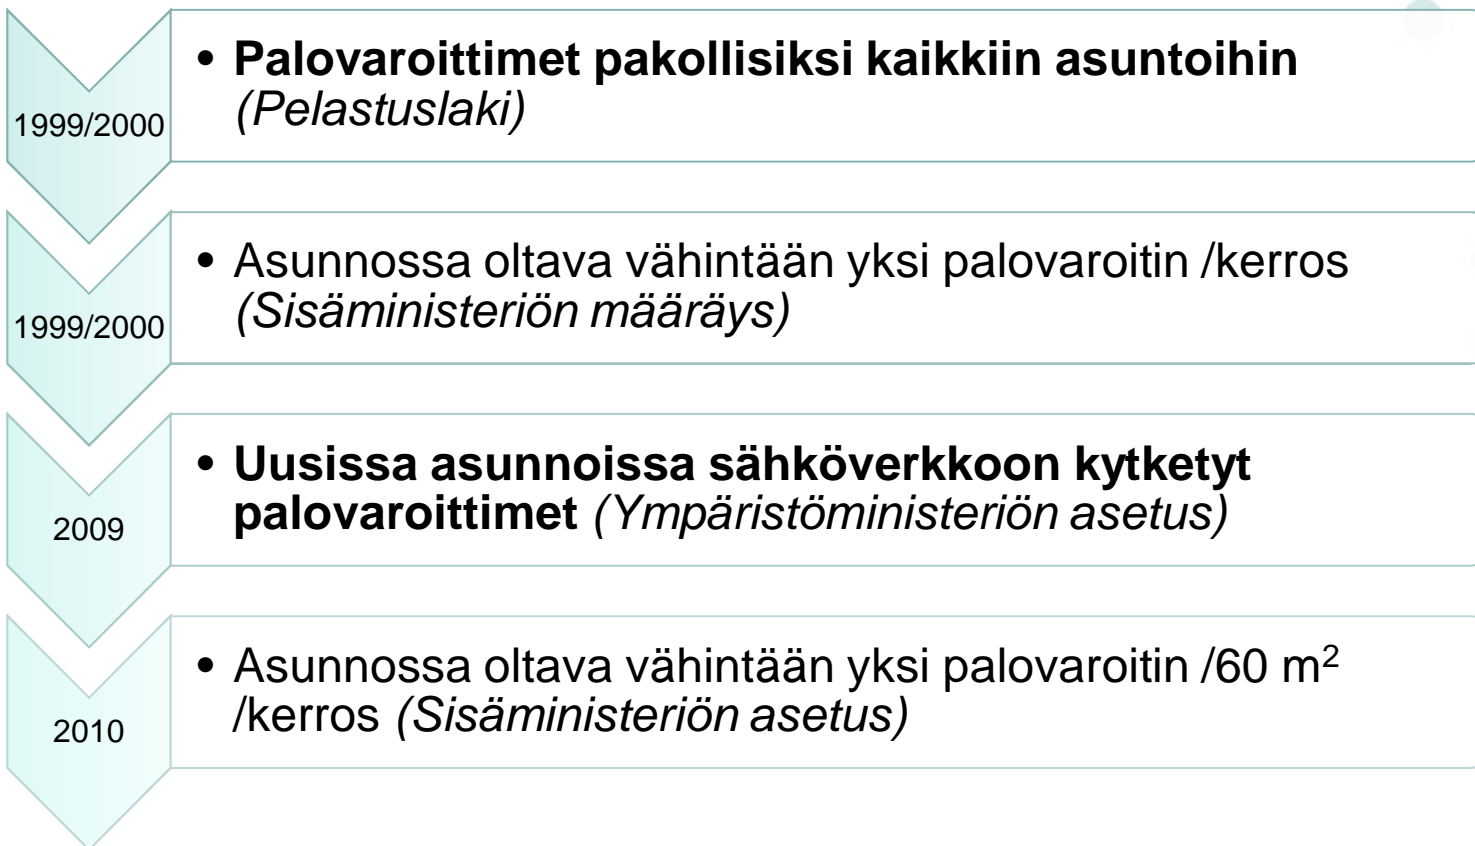 1999/2000
• Palovaroittimet pakollisiksi kaikkiin asuntoihin
(Pelastuslaki)
1999/2000
• Asunnossa oltava vähintään yksi palovaroitin /kerros
(Sisäministeriön määräys)
2009
• Uusissa asunnoissa sähköverkkoon kytketyt
palovaroittimet (Ympäristöministeriön asetus)
2010
• Asunnossa oltava vähintään yksi palovaroitin /60 m²
/kerros (Sisäministeriön asetus)